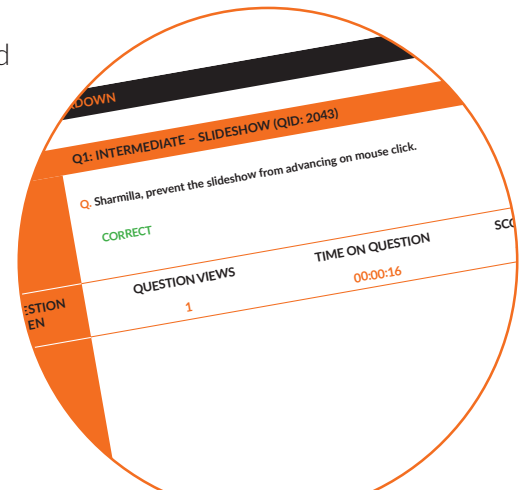 d
DOWN
Q1: INTERMEDIATE – SLIDESHOW (QID: 2043)
Q. Sharmilla, prevent the slideshow from advancing on mouse click.
CORRECT
ESTION
EN
QUESTION VIEWS
1
TIME ON QUESTION
00:00:16
SCO